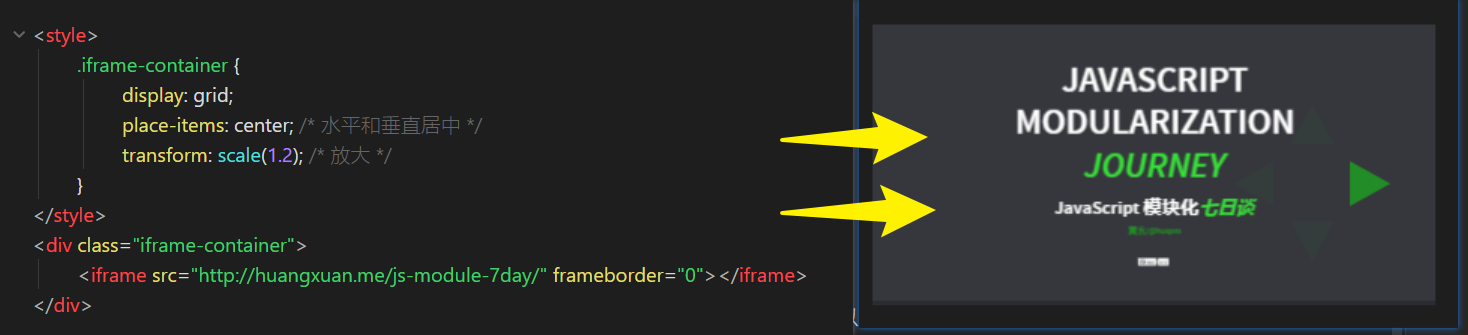 <style>
.iframe-container {
display: grid;
place-items: center; /* 水平和垂直居中 */
transform: scale(1.2); /* 放大 */
}
</style>
<div class="iframe-container">
<iframe src="http://huangxuan.me/js-module-7day/" frameborder="0"></iframe>
</div>
JAVASCRIPT
MODULARIZATION
JOURNEY
JavaScript 模块化 七日谈